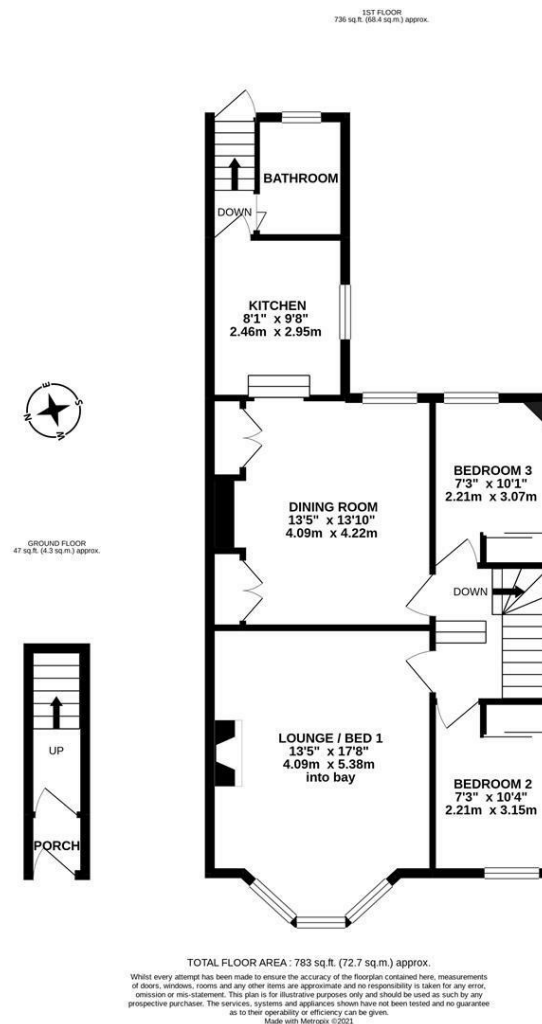 1ST FLOOR
736 sq.ft. (68.4 sq.m.) approx.
BATHROOM
DOWN
KITCHEN
8'1" x 9'8"
2.46m x 2.95m
N
E
S
W
BEDROOM 3
7'3" x 10'1"
2.21m x 3.07m
DINING ROOM
13'5" x 13'10"
4.09m x 4.22m
GROUND FLOOR
47 sq.ft. (4.3 sq.m.) approx.
DOWN
UP
PORCH
LOUNGE / BED 1
13'5" x 17'8"
4.09m x 5.38m
into bay
BEDROOM 2
7'3" x 10'4"
2.21m x 3.15m
TOTAL FLOOR AREA : 783 sq.ft. (72.7 sq.m.) approx.
Whilst every attempt has been made to ensure the accuracy of the floorplan contained here, measurements
of doors, windows, rooms and any other items are approximate and no responsibility is taken for any error,
omission or mis-statement. This plan is for illustrative purposes only and should be used as such by any
prospective purchaser. The services, systems and appliances shown have not been tested and no guarantee
as to their operability or efficiency can be given.
Made with Metropix ©2021